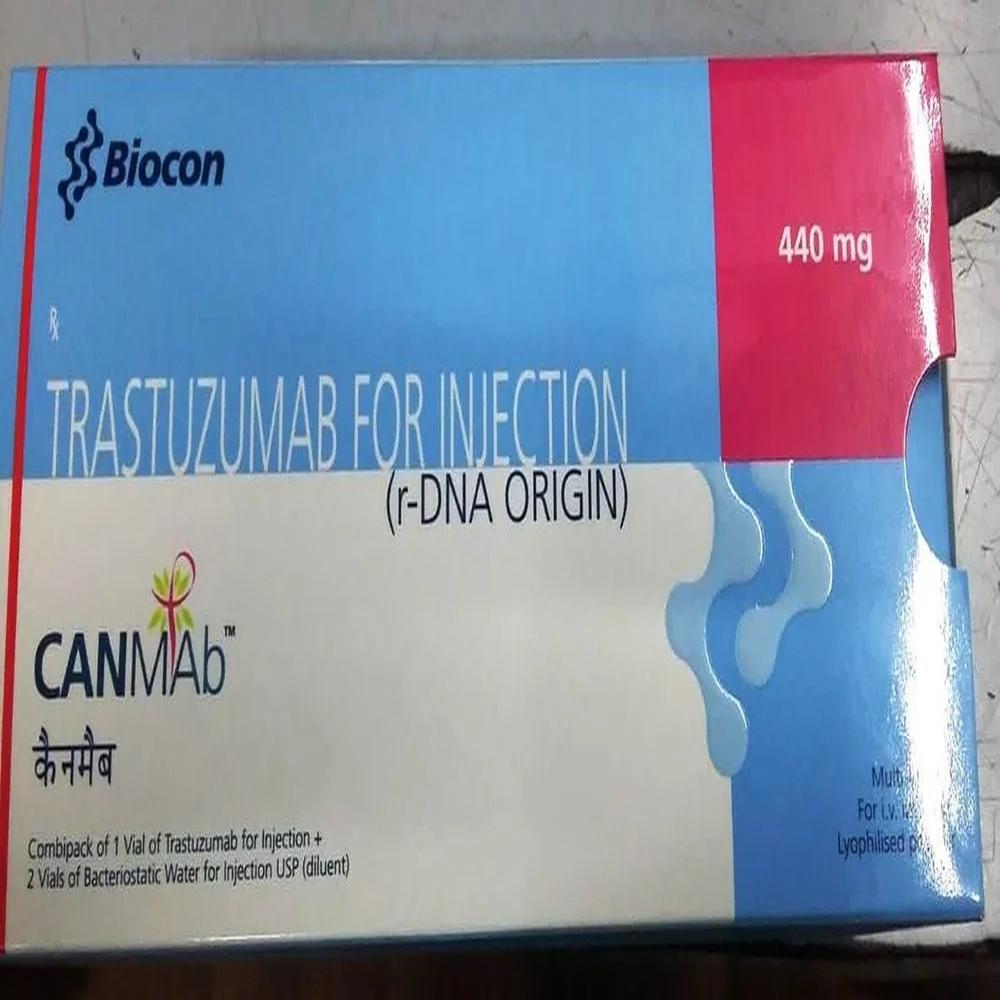 Biocon
440 mg
Rx
TRASTUZUMAB FOR INJECTION
(r-DNA ORIGIN)
CANMAb™
कैनमैब
Combipack of 1 Vial of Trastuzumab for Injection +
2 Vials of Bacteriostatic Water for Injection USP (diluent)
For i.v.
Lyophilised